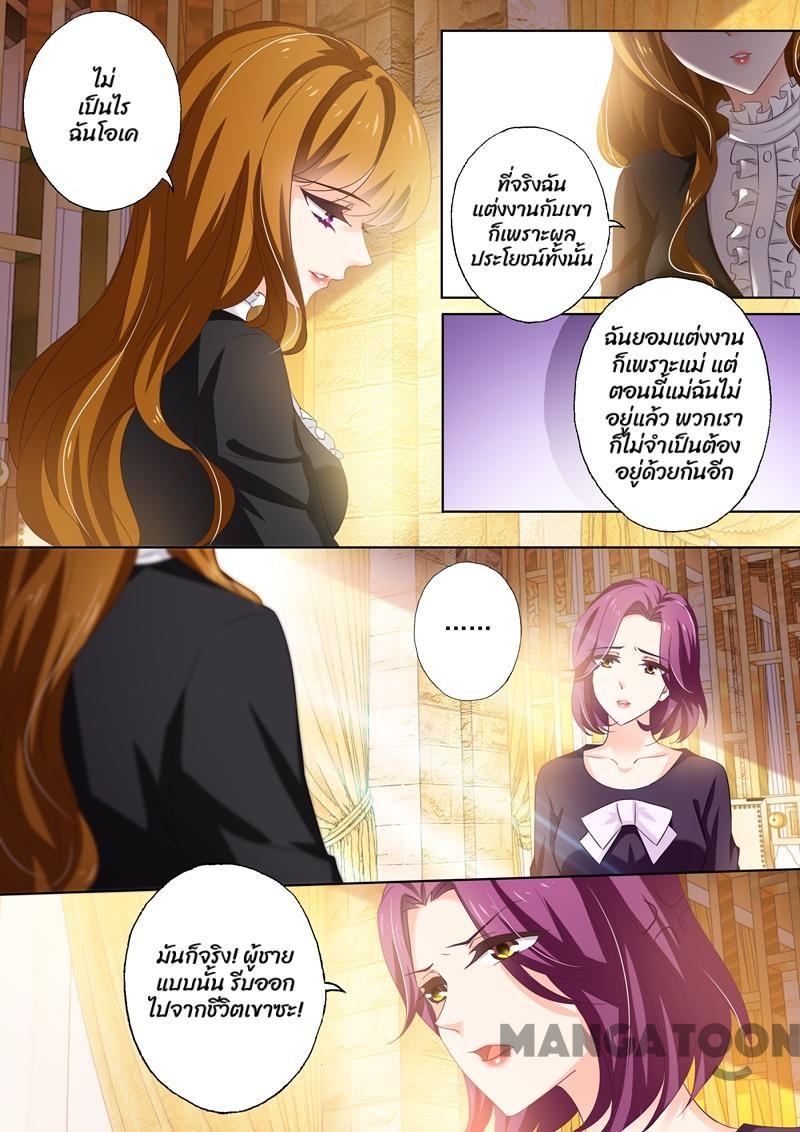 ไม่
เป็นไร
ฉันโอเค
ที่จริงฉัน
แต่งงานกับเขา
ก็เพราะผล
ประโยชน์ทั้งนั้น
ฉันยอมแต่งงาน
ก็เพราะแม่ แต่
ตอนนี้แม่ฉันไม่
อยู่แล้ว พวกเรา
ก็ไม่จำเป็นต้อง
อยู่ด้วยกันอีก
......
มันก็จริง! ผู้ชาย
แบบนั้น รีบออก
ไปจากชีวิตเขาซะ!
MANGATOON